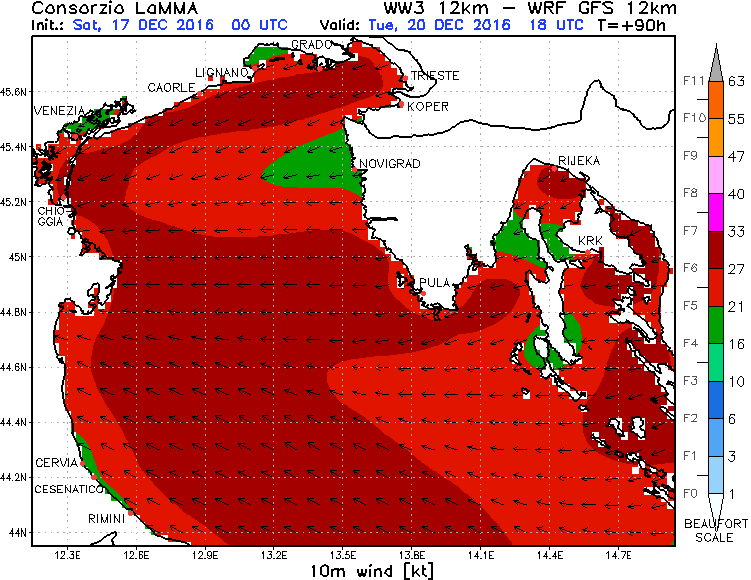 Consorzio LaMMA WW3 12km – WRF GFS 12km
Init.: Sat, 17 DEC 2016 00 UTC Valid: Tue, 20 DEC 2016 18 UTC T=+90h
GRADO
LIGNANO
TRIESTE
CAORLE
KOPER
VENEZIA
NOVIGRAD
RIJEKA
CHIO-
GGIA
KRK
PULA
CERVIA
CESENATICO
RIMINI
45.6N
45.4N
45.2N
45N
44.8N
44.6N
44.4N
44.2N
44N
12.3E 12.6E 12.9E 13.2E 13.5E 13.8E 14.1E 14.4E 14.7E
10m wind [kt]
F11 63
F10 55
F9 47
F8 40
F7 33
F6 27
F5 21
F4 16
F3 10
F2 6
F1 3
F0 1
BEAUFORT
SCALE